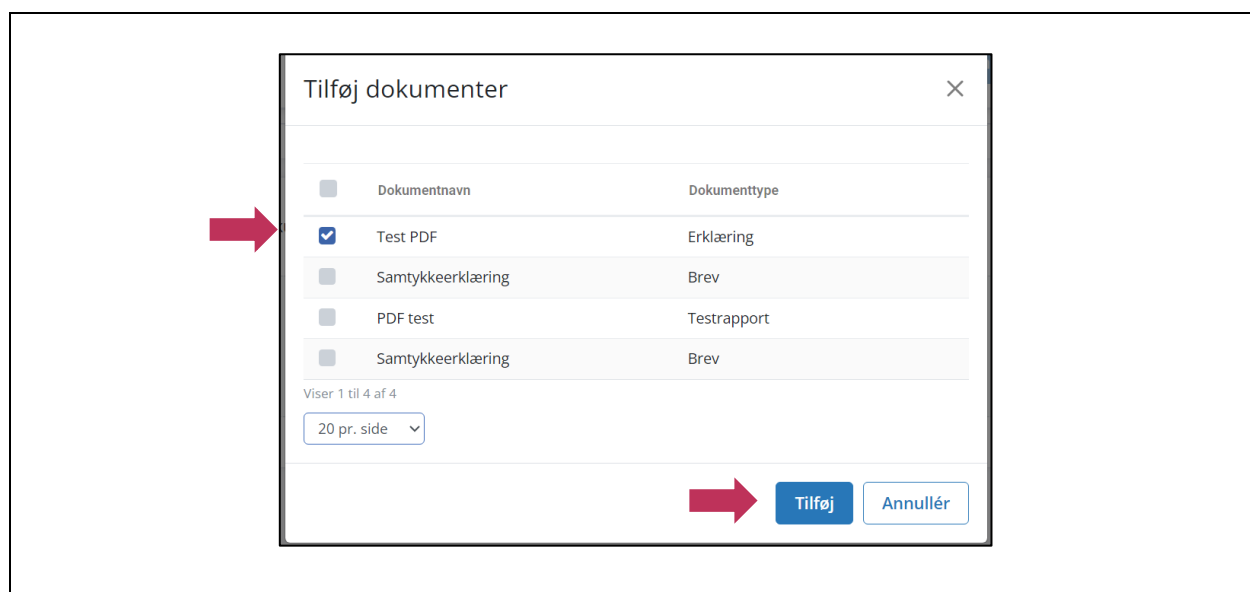 Tilføj dokumenter
Dokumentnavn Dokumenttype
Test PDF Erklæring
Samtykkeerklæring Brev
PDF test Testrapport
Samtykkeerklæring Brev
Viser 1 til 4 af 4
20 pr. side
Tilføj Annullér